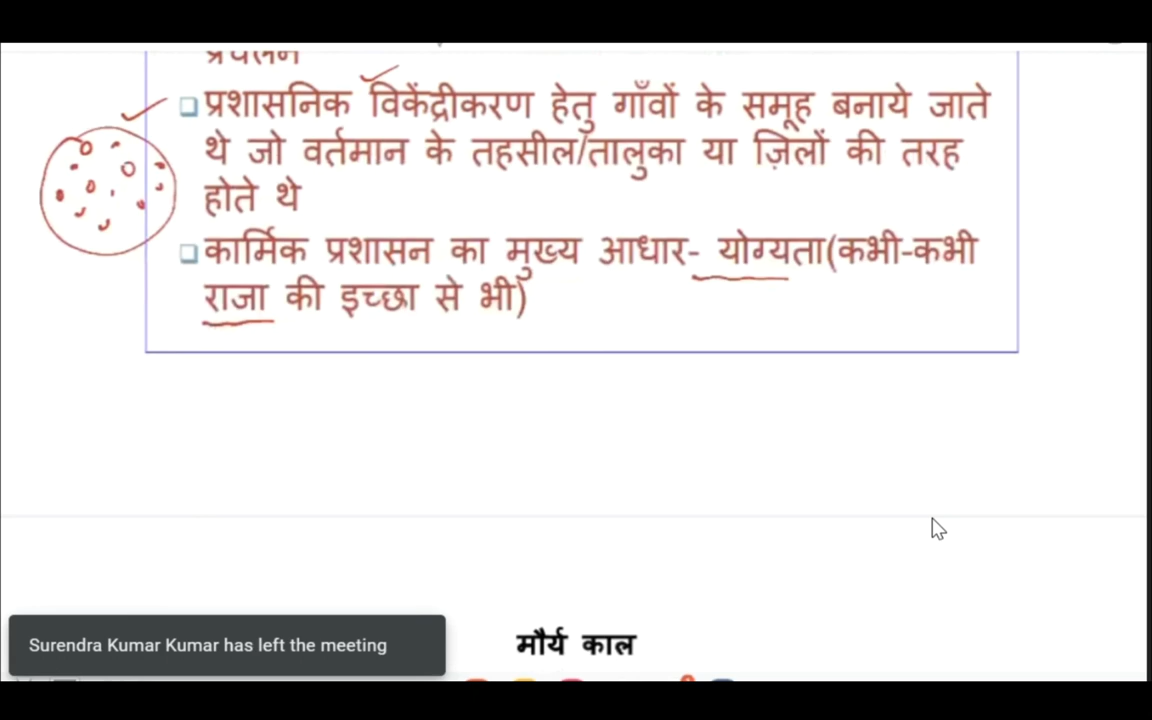 प्रचलन
❑ प्रशासनिक विकेंद्रीकरण हेतु गाँवों के समूह बनाये जाते
थे जो वर्तमान के तहसील/तालुका या ज़िलों की तरह
होते थे
❑ कार्मिक प्रशासन का मुख्य आधार- योग्यता(कभी-कभी
राजा की इच्छा से भी)
मौर्य काल
Surendra Kumar Kumar has left the meeting